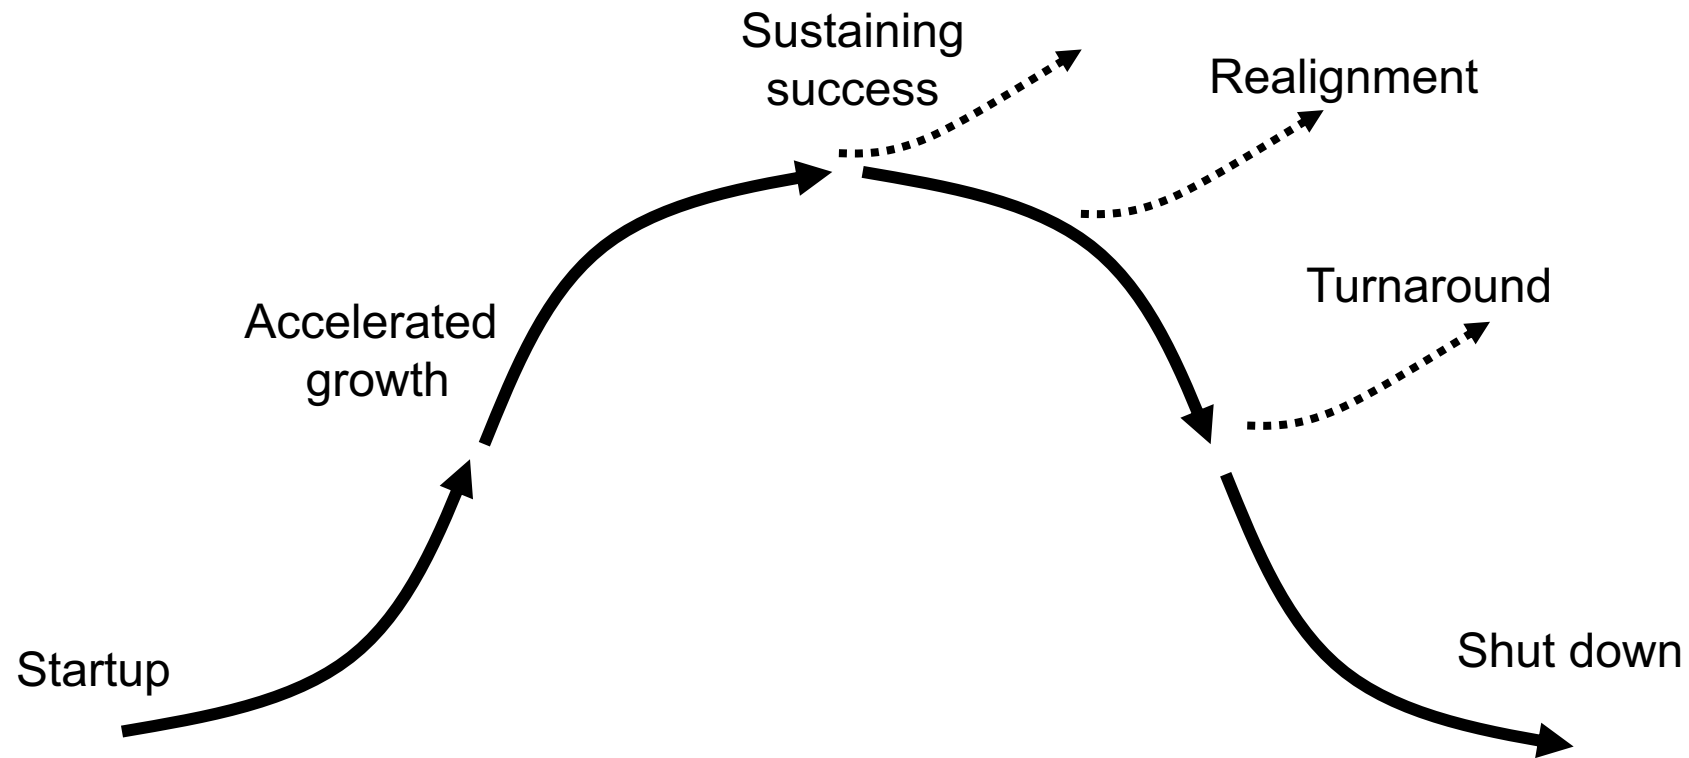 Sustaining
success
Realignment
Turnaround
Accelerated
growth
Startup
Shut down